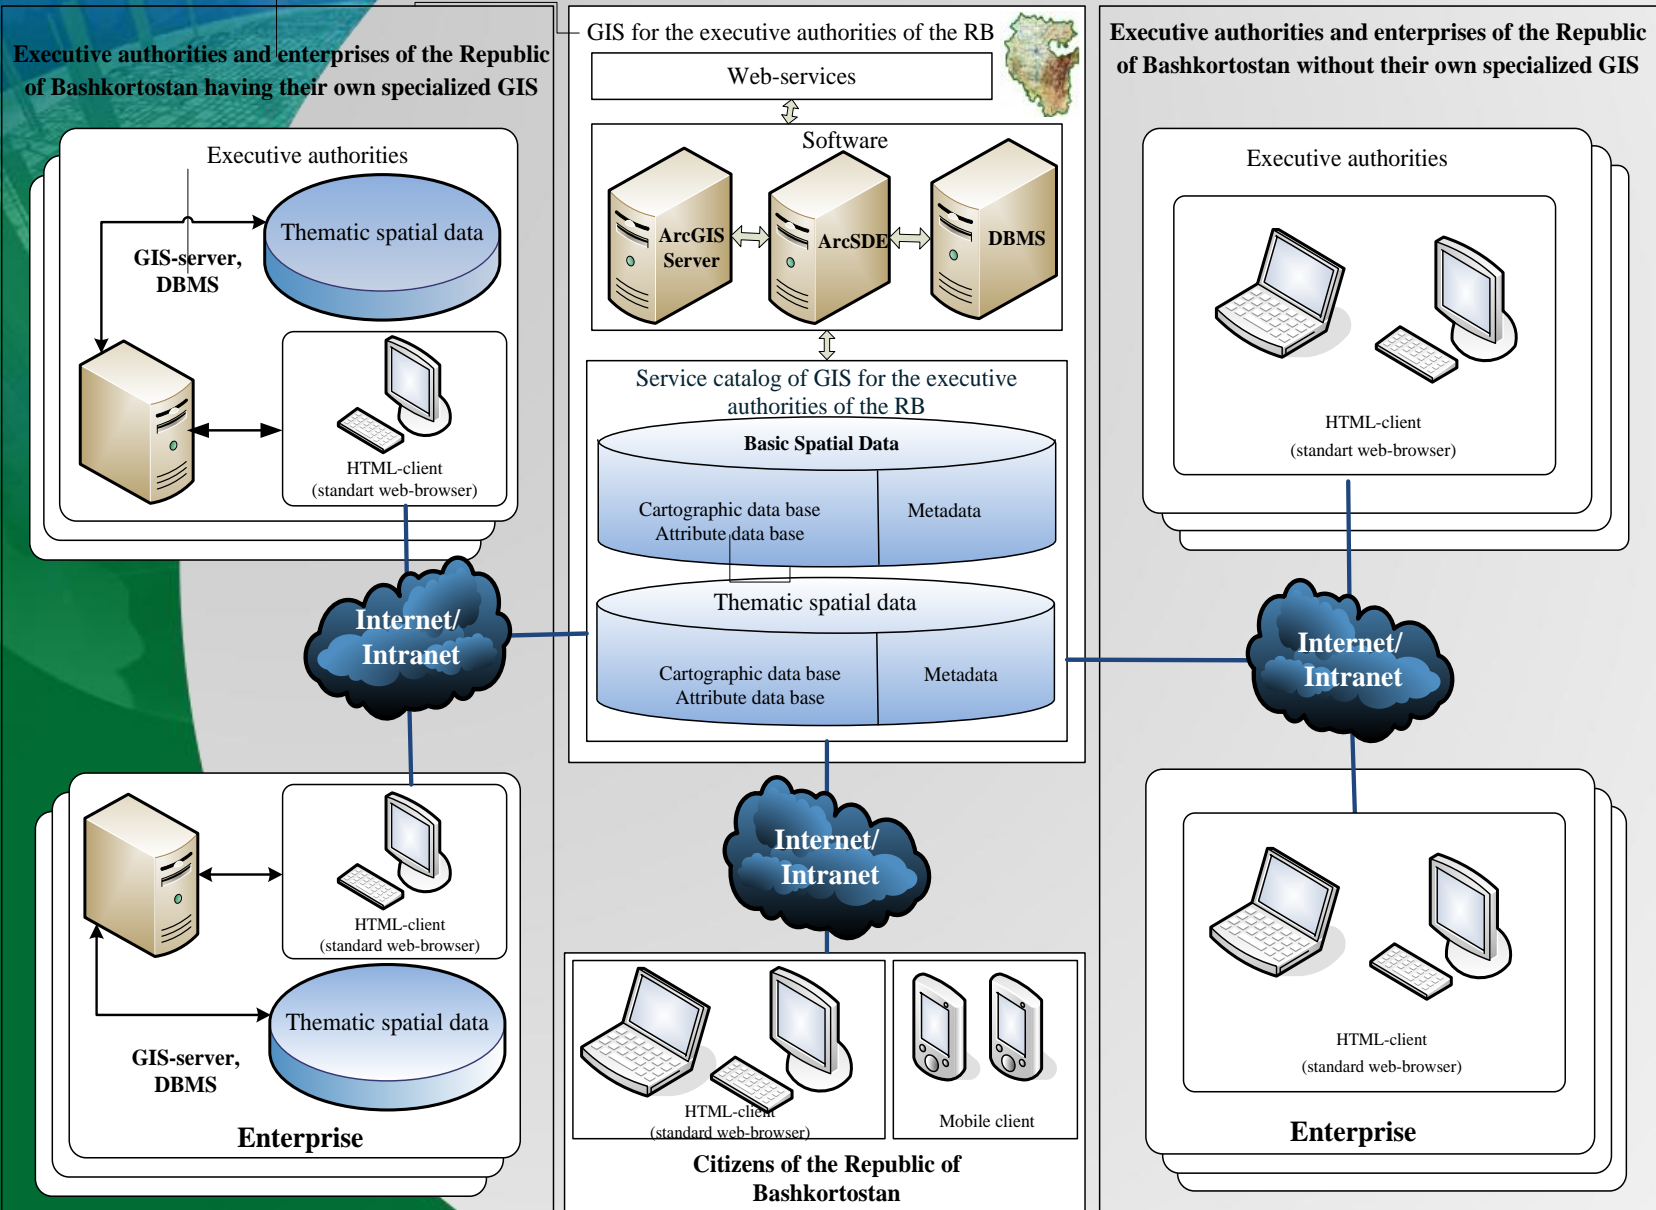 Executive authorities and enterprises of the Republic
of Bashkortostan having their own specialized GIS
Executive authorities
Thematic spatial data
GIS-server,
DBMS
HTML-client
(standart web-browser)
Internet/
Intranet
HTML-client
(standard web-browser)
Thematic spatial data
GIS-server,
DBMS
Enterprise
GIS for the executive authorities of the RB
Web-services
Software
ArcGIS
Server
ArcSDE
DBMS
Service catalog of GIS for the executive
authorities of the RB
Basic Spatial Data
Cartographic data base
Attribute data base
Metadata
Thematic spatial data
Cartographic data base
Attribute data base
Metadata
Internet/
Intranet
HTML-client
(standard web-browser)
Mobile client
Citizens of the Republic of
Bashkortostan
Executive authorities and enterprises of the Republic
of Bashkortostan without their own specialized GIS
Executive authorities
HTML-client
(standart web-browser)
Internet/
Intranet
HTML-client
(standard web-browser)
Enterprise